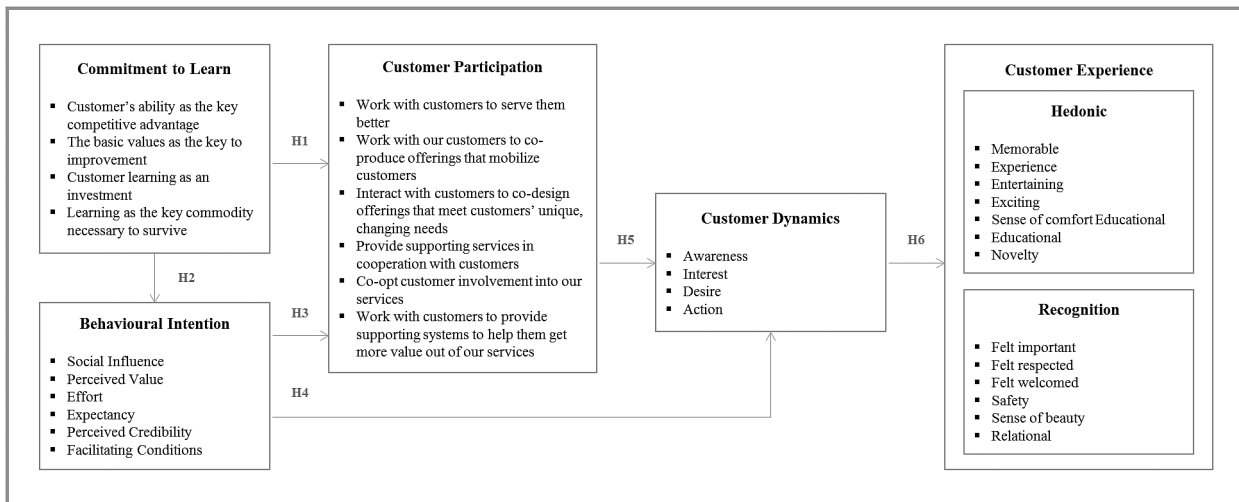 Commitment to Learn
▪ Customer's ability as the key
competitive advantage
▪ The basic values as the key to
improvement
▪ Customer learning as an
investment
▪ Learning as the key commodity
necessary to survive
H1
H2
Behavioural Intention
▪ Social Influence
▪ Perceived Value
▪ Effort
▪ Expectancy
▪ Perceived Credibility
▪ Facilitating Conditions
H3
H4
Customer Participation
▪ Work with customers to serve them
better
▪ Work with our customers to co-
produce offerings that mobilize
customers
▪ Interact with customers to co-design
offerings that meet customers' unique,
changing needs
▪ Provide supporting services in
cooperation with customers
▪ Co-opt customer involvement into our
services
▪ Work with customers to provide
supporting systems to help them get
more value out of our services
H5
Customer Dynamics
▪ Awareness
▪ Interest
▪ Desire
▪ Action
H6
Customer Experience
Hedonic
▪ Memorable
▪ Experience
▪ Entertaining
▪ Exciting
▪ Sense of comfort Educational
▪ Educational
▪ Novelty
Recognition
▪ Felt important
▪ Felt respected
▪ Felt welcomed
▪ Safety
▪ Sense of beauty
▪ Relational